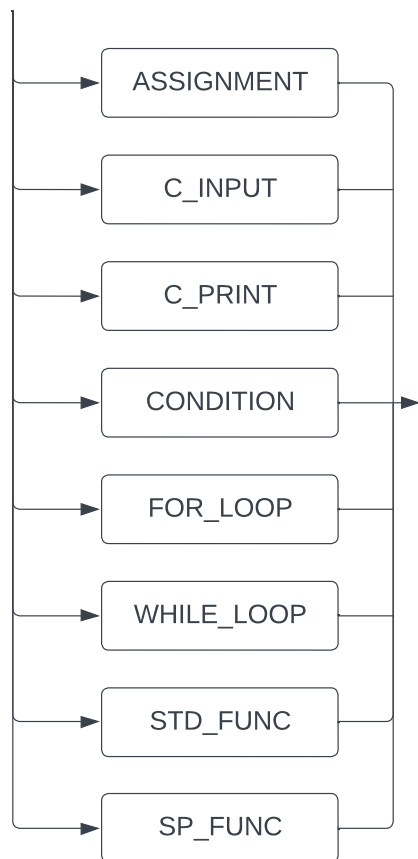 ASSIGNMENT
C_INPUT
C_PRINT
CONDITION
FOR_LOOP
WHILE_LOOP
STD_FUNC
SP_FUNC